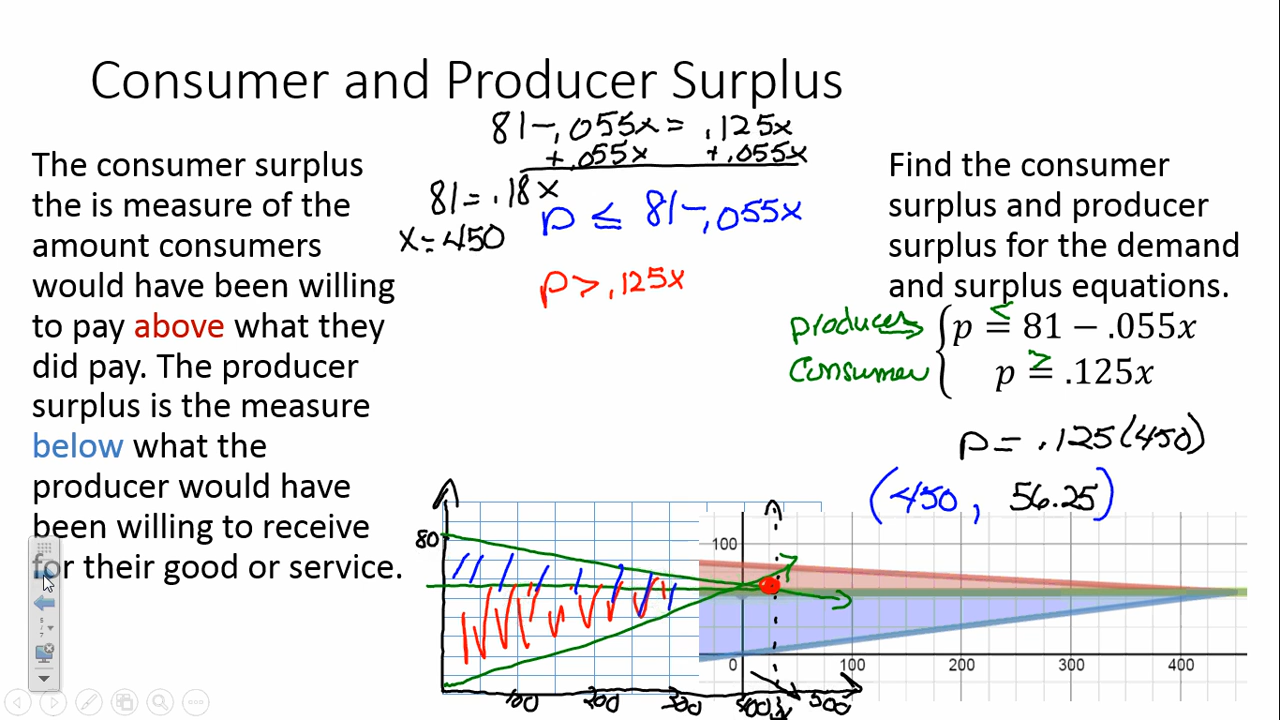 Consumer and Producer Surplus
81-.055x = .125x
+.055x +.055x
81=.18x
x=450
p ≤ 81-.055x
p > .125x
The consumer surplus
the is measure of the
amount consumers
would have been willing
to pay above what they
did pay. The producer
surplus is the measure
below what the
producer would have
been willing to receive
for their good or service.
Find the consumer
surplus and producer
surplus for the demand
and surplus equations.
producers p = 81 − .055x
≤
Consumer p = .125x
≥
p = .125(450)
(450, 56.25)
80
100 200 300 400 500
100
0 100 200 300 400